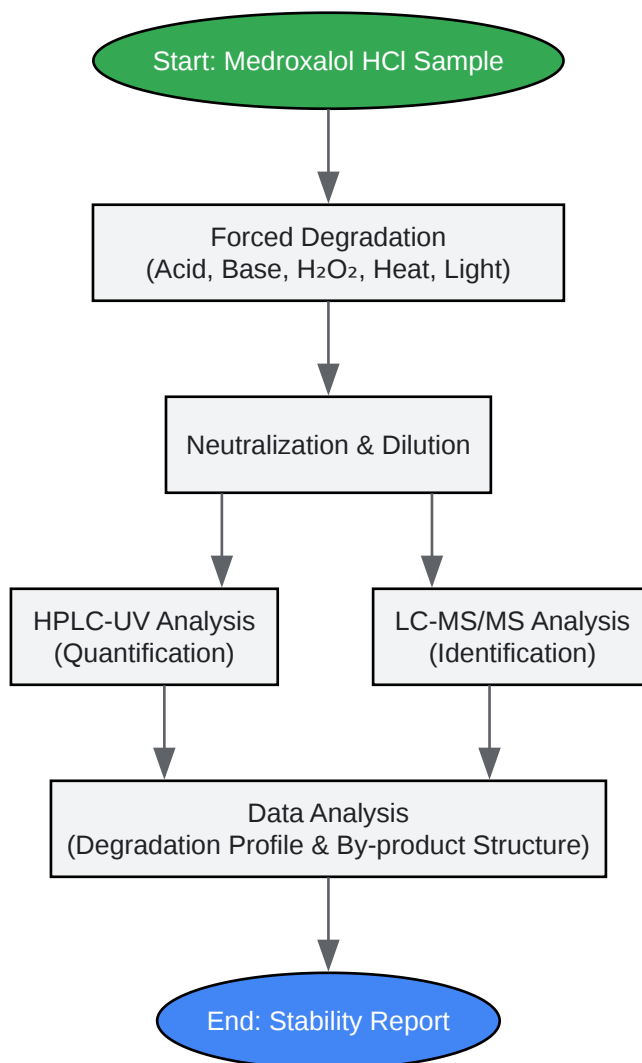 Start: Medroxalol HCl Sample
Forced Degradation
(Acid, Base, H₂O₂, Heat, Light)
Neutralization & Dilution
HPLC-UV Analysis
(Quantification)
LC-MS/MS Analysis
(Identification)
Data Analysis
(Degradation Profile & By-product Structure)
End: Stability Report